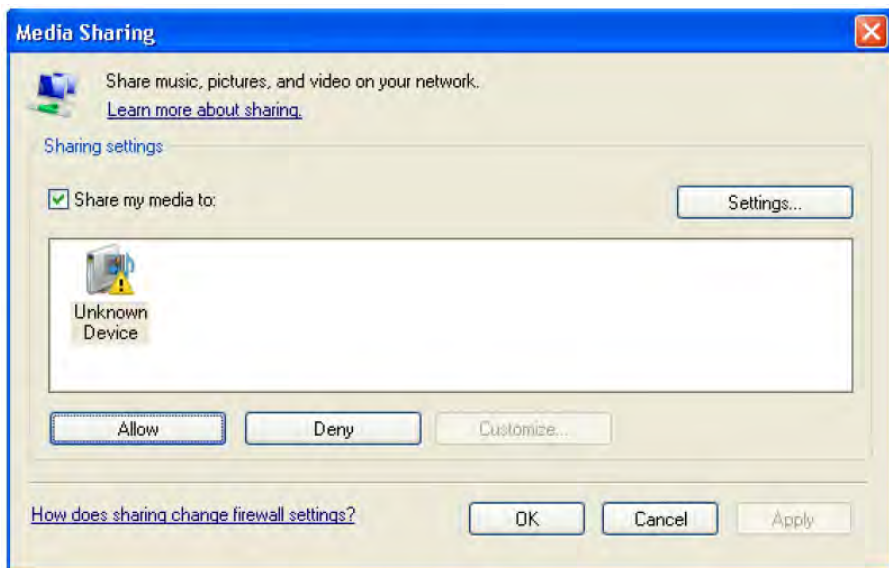 Media Sharing
Share music, pictures, and video on your network.
Learn more about sharing.
Sharing settings
Share my media to:
Settings...
Unknown
Device
Allow
Deny
Customize...
How does sharing change firewall settings?
OK
Cancel
Apply